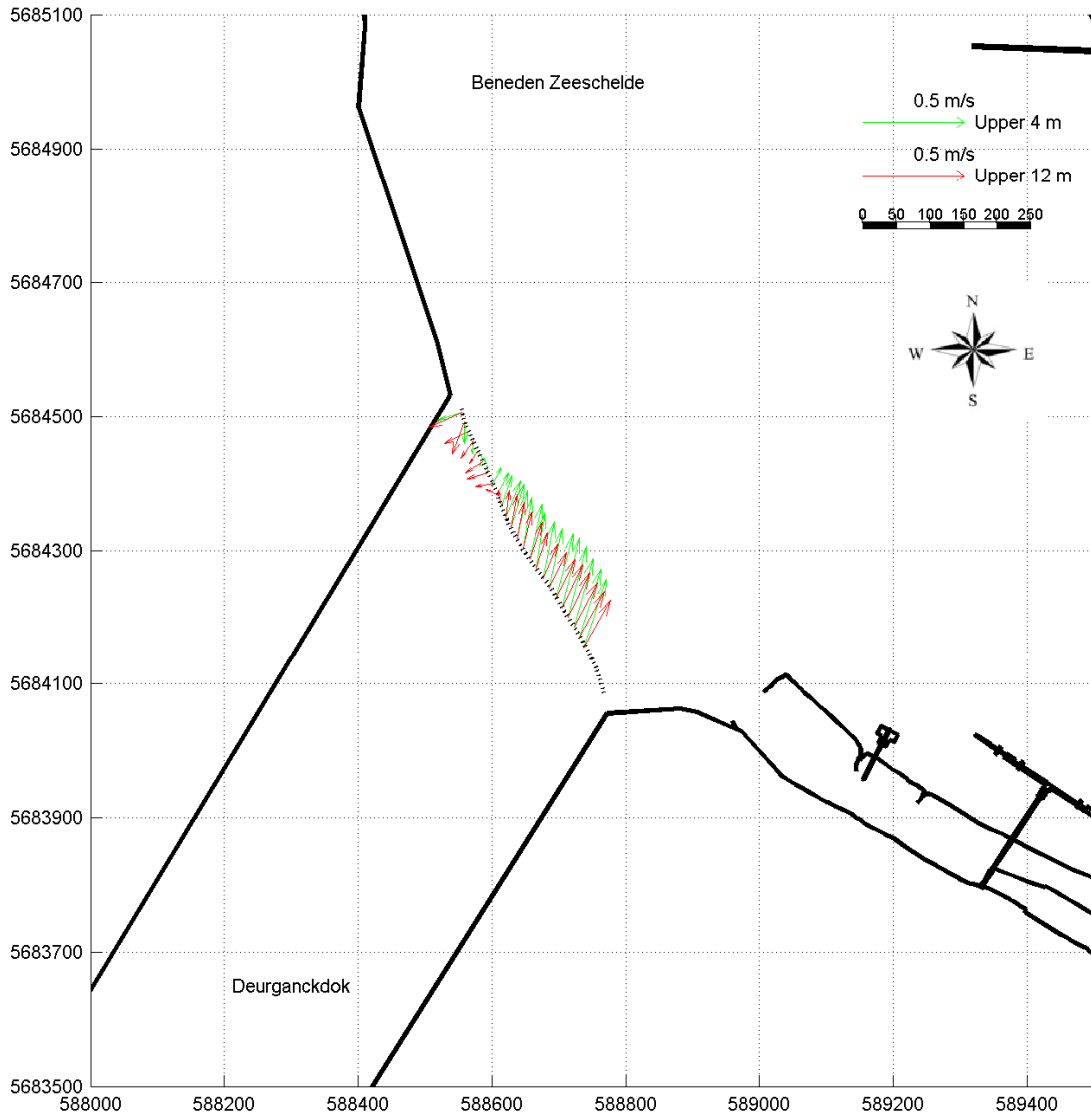 5685100
Beneden Zeeschelde
0.5 m/s
Upper 4 m
5684900
0.5 m/s
Upper 12 m
0 50 100 150 200 250
5684700
N
W E
S
5684500
5684300
5684100
5683900
5683700
Deurganckdok
5683500
588000 588200 588400 588600 588800 589000 589200 589400